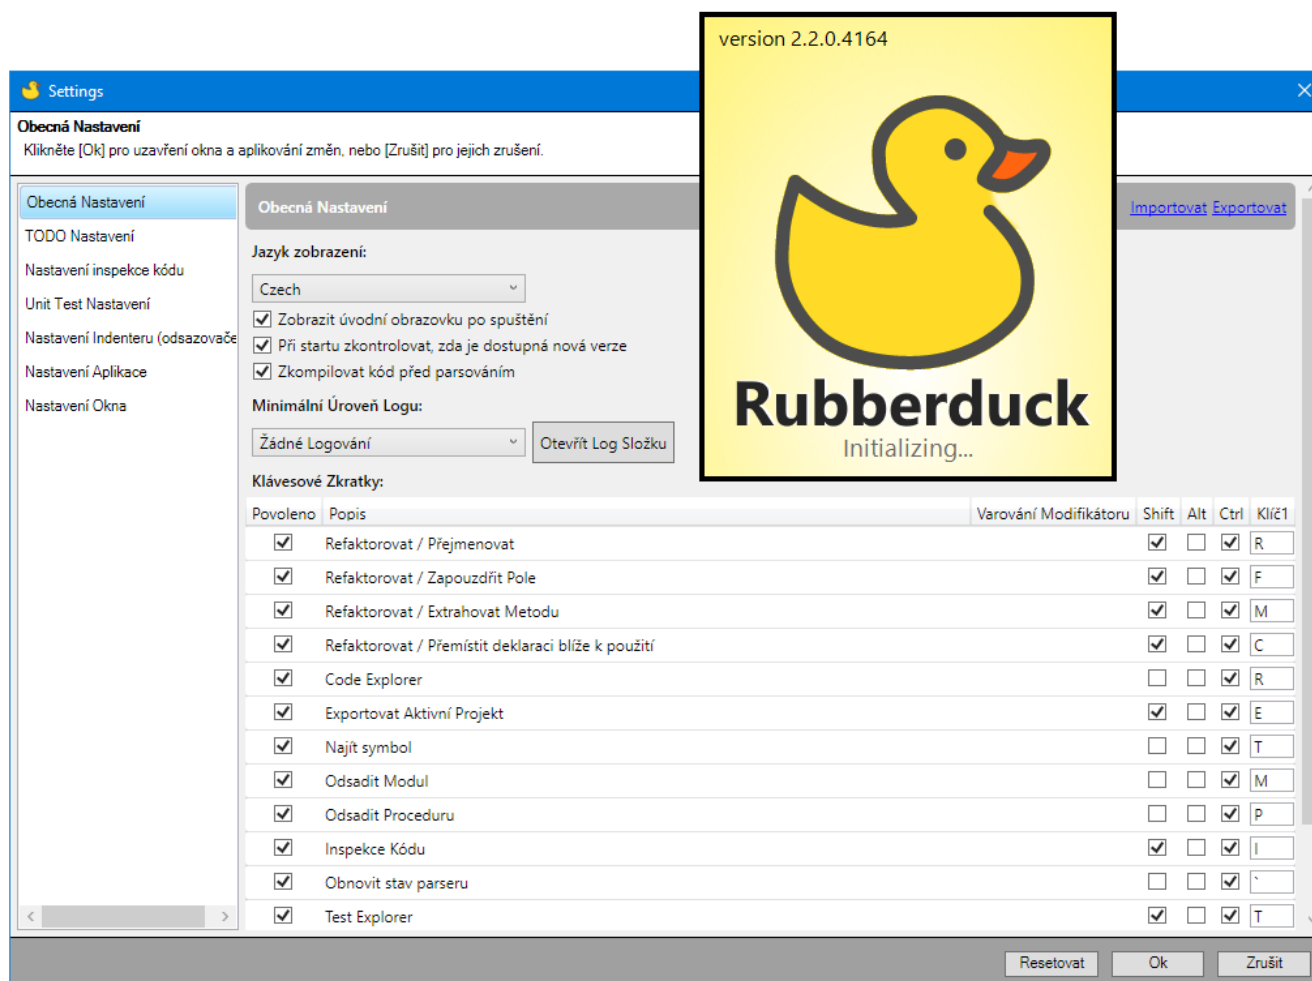 version 2.2.0.4164
Rubberduck
Initializing...
Settings
Obecná Nastavení
Klikněte [Ok] pro uzavření okna a aplikování změn, nebo [Zrušit] pro jejich zrušení.
Obecná Nastavení
TODO Nastavení
Nastavení inspekce kódu
Unit Test Nastavení
Nastavení Indenteru (odsazovače
Nastavení Aplikace
Nastavení Okna
Obecná Nastavení
Importovat Exportovat
Jazyk zobrazení:
Czech
Zobrazit úvodní obrazovku po spuštění
Při startu zkontrolovat, zda je dostupná nová verze
Zkompilovat kód před parsováním
Minimální Úroveň Logu:
Žádné Logování Otevřít Log Složku
Klávesové Zkratky:
Povoleno Popis Varování Modifikátoru Shift Alt Ctrl Klíč1
Refaktorovat / Přejmenovat R
Refaktorovat / Zapouzdřit Pole F
Refaktorovat / Extrahovat Metodu M
Refaktorovat / Přemístit deklaraci blíže k použití C
Code Explorer R
Exportovat Aktivní Projekt E
Najít symbol T
Odsadit Modul M
Odsadit Proceduru P
Inspekce Kódu I
Obnovit stav parseru `
Test Explorer T
Resetovat Ok Zrušit